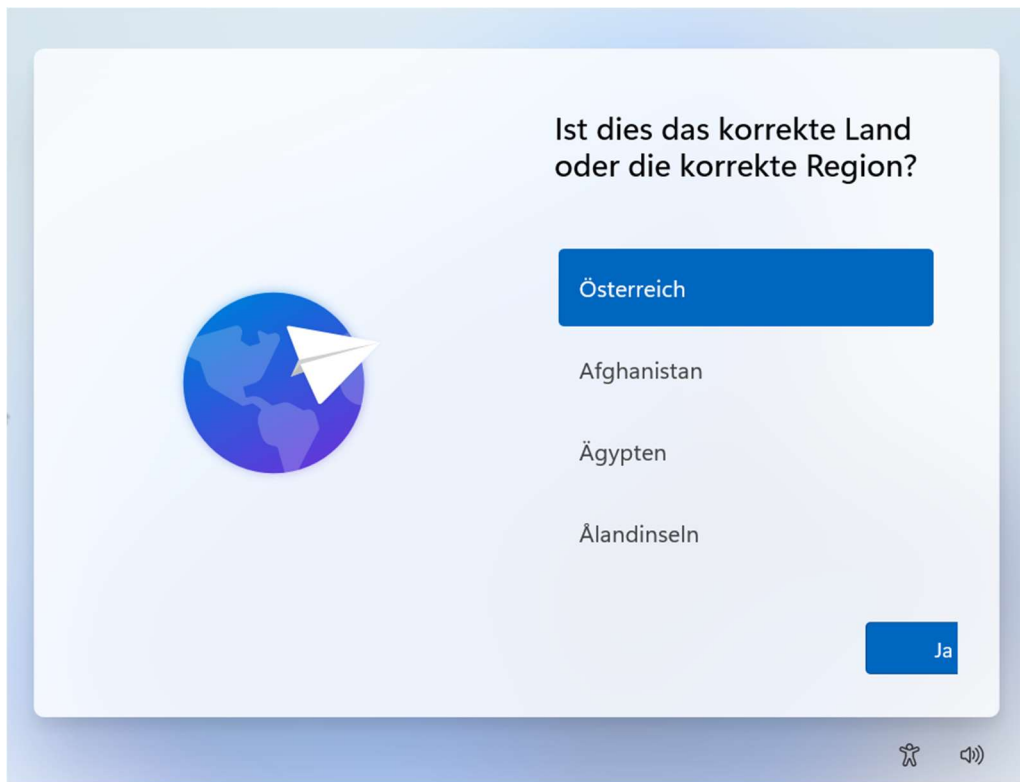 Ist dies das korrekte Land
oder die korrekte Region?
Österreich
Afghanistan
Ägypten
Ålandinseln
Ja